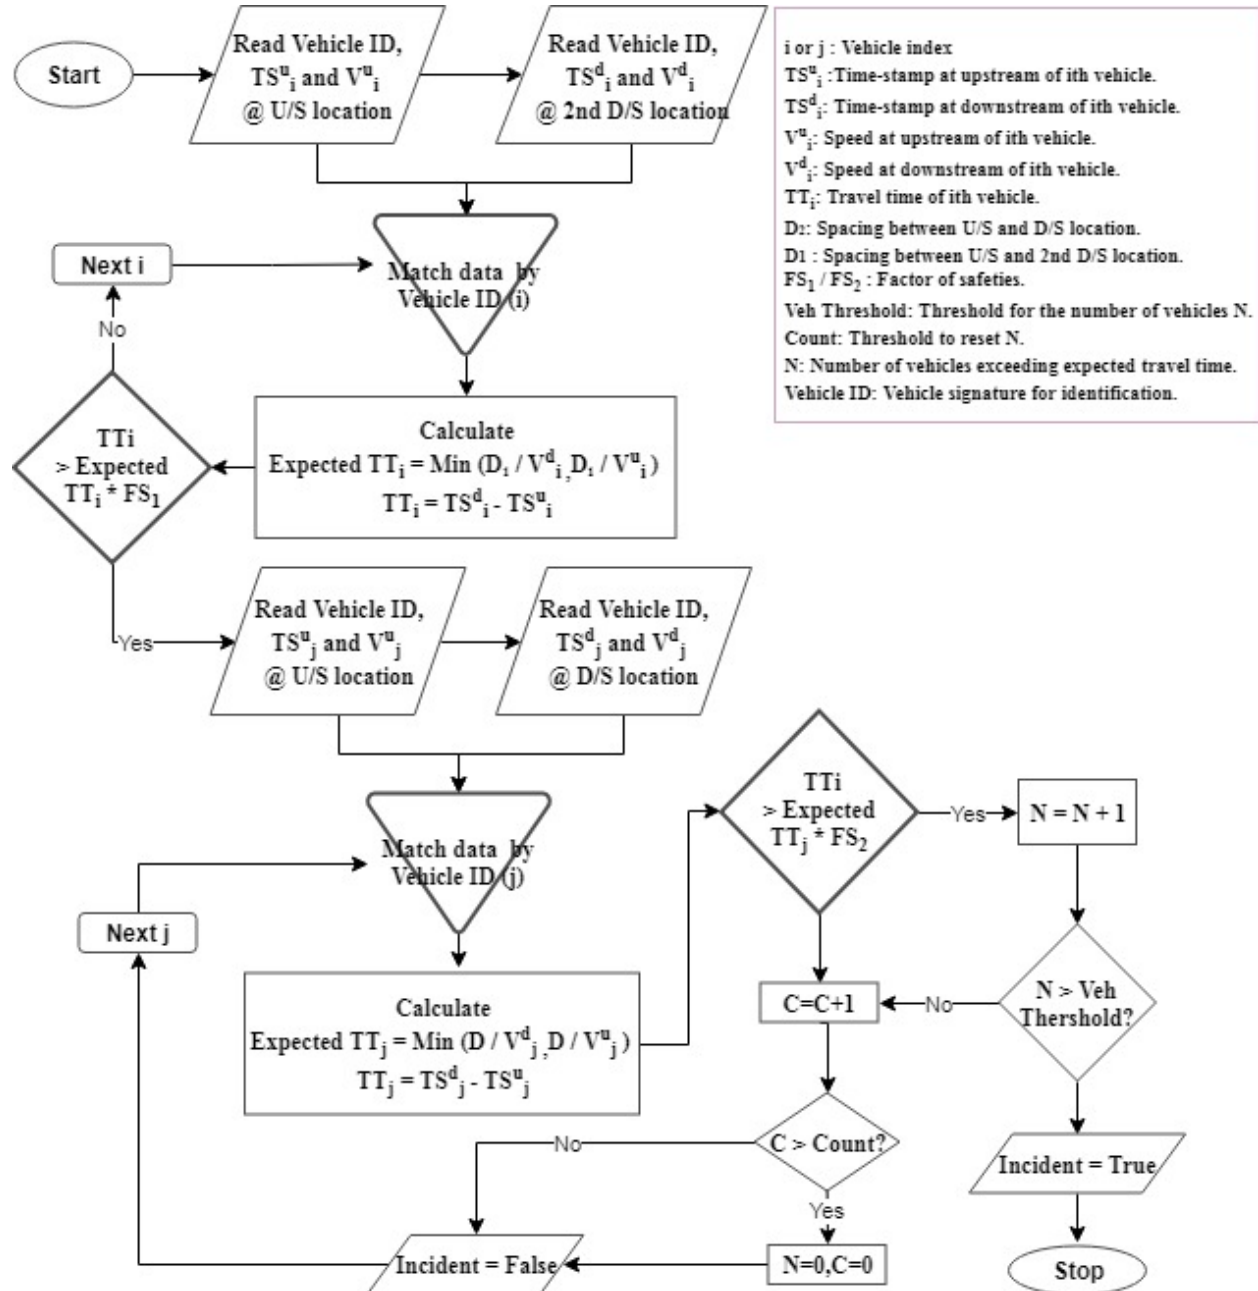 Start
Read Vehicle ID,
TS^u_i and V^u_i
@ U/S location
Read Vehicle ID,
TS^d_i and V^d_i
@ 2nd D/S location
i or j : Vehicle index
TS^u_i :Time-stamp at upstream of ith vehicle.
TS^d_i: Time-stamp at downstream of ith vehicle.
V^u_i: Speed at upstream of ith vehicle.
V^d_i: Speed at downstream of ith vehicle.
TT_i: Travel time of ith vehicle.
D2: Spacing between U/S and D/S location.
D1 : Spacing between U/S and 2nd D/S location.
FS_1 / FS_2 : Factor of safeties.
Veh Threshold: Threshold for the number of vehicles N.
Count: Threshold to reset N.
N: Number of vehicles exceeding expected travel time.
Vehicle ID: Vehicle signature for identification.
Next i
Match data by
Vehicle ID (i)
No
TTi
> Expected
TT_i * FS_1
Calculate
Expected TT_i = Min (D_1 / V^d_i ,D_1 / V^u_i )
TT_i = TS^d_i - TS^u_i
Yes
Read Vehicle ID,
TS^u_j and V^u_j
@ U/S location
Read Vehicle ID,
TS^d_j and V^d_j
@ D/S location
Match data by
Vehicle ID (j)
TTi
> Expected
TT_j * FS_2
Yes
N = N + 1
Next j
Calculate
Expected TT_j = Min (D / V^d_j ,D / V^u_j )
TT_j = TS^d_j - TS^u_j
C=C+1
No
N > Veh
Thershold?
C > Count?
No
Yes
Incident = True
Incident = False
N=0,C=0
Stop